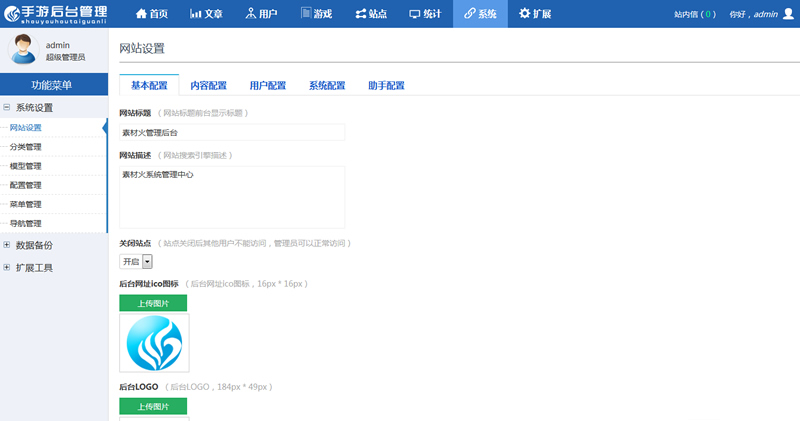 手游后台管理
shouyouhoutaiguanli
首页 文章 用户 游戏 站点 统计 系统 扩展
站内信(0) 你好，admin
admin
超级管理员
功能菜单
系统设置
网站设置
分类管理
模型管理
配置管理
菜单管理
导航管理
数据备份
扩展工具
网站设置
基本配置 内容配置 用户配置 系统配置 助手配置
网站标题 （网站标题前台显示标题）
素材火管理后台
网站描述 （网站搜索引擎描述）
素材火系统管理中心
关闭站点 （站点关闭后其他用户不能访问，管理员可以正常访问）
开启
后台网址ico图标 （后台网址ico图标，16px * 16px）
上传图片
后台LOGO （后台LOGO，184px * 49px）
上传图片